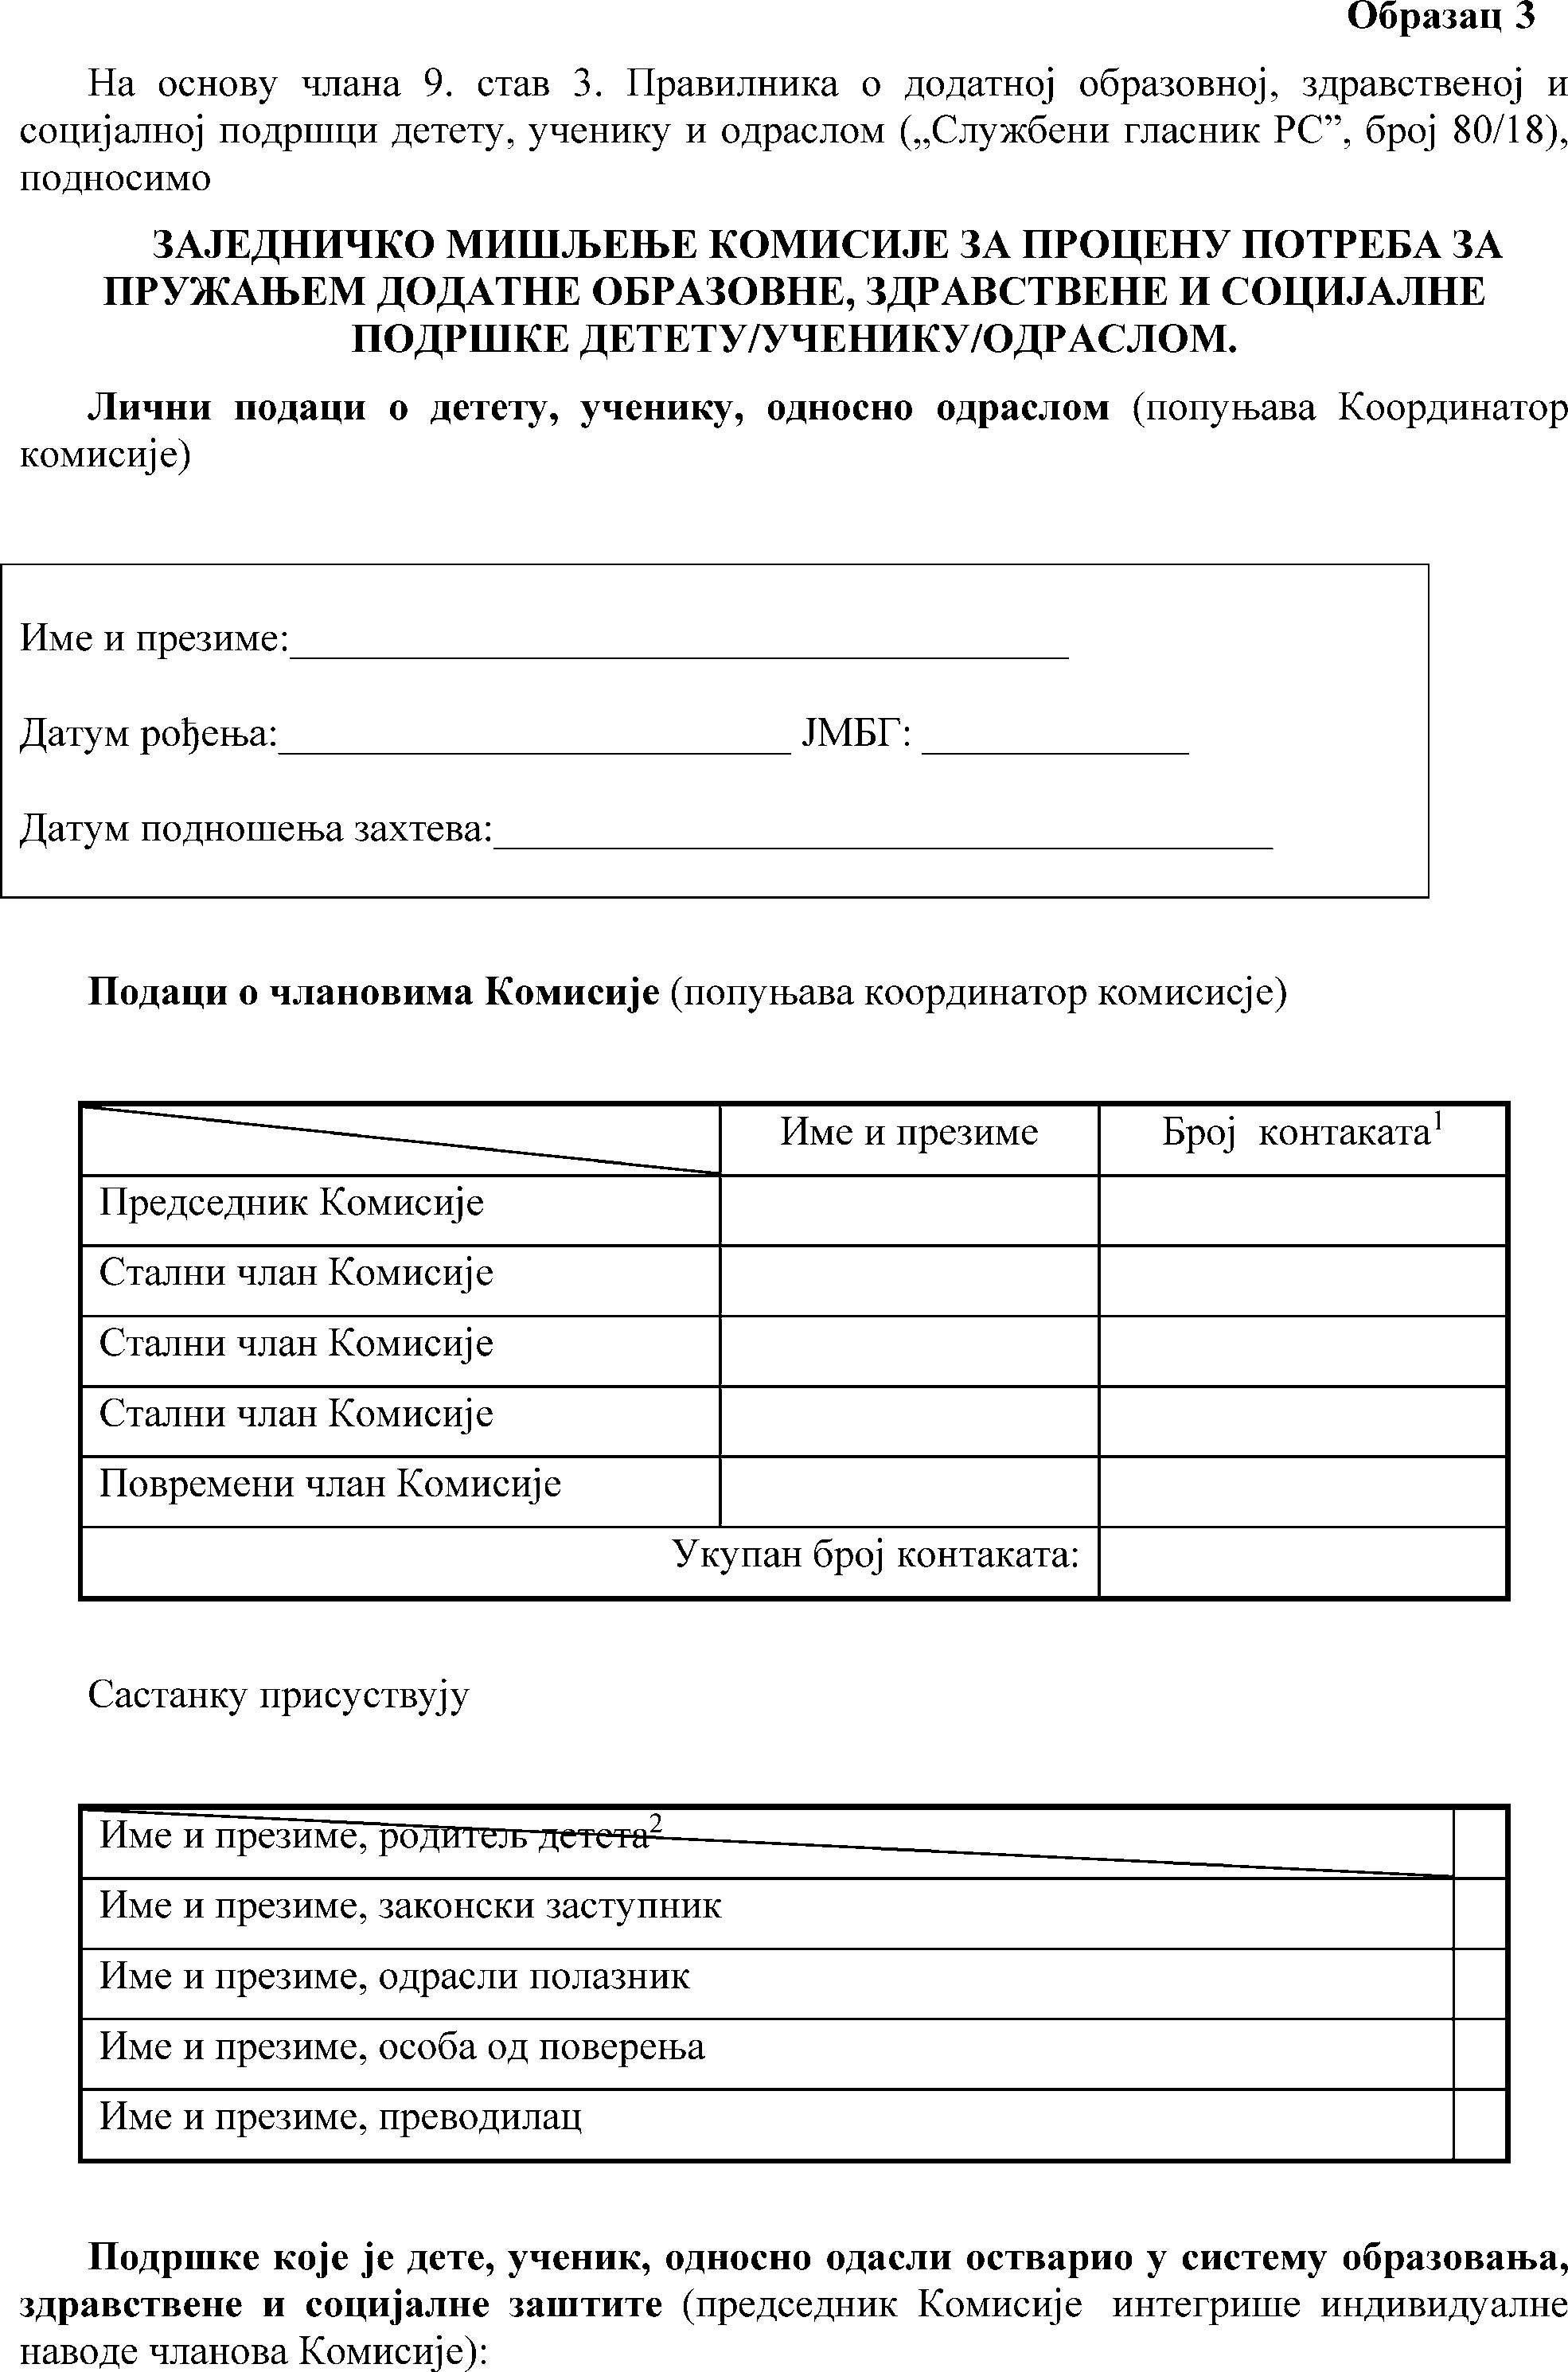 Образац 3
На основу члана 9. став 3. Правилника о додатној образовној, здравственој и
социјалној подршци детету, ученику и одраслом („Службени гласник РС”, број 80/18),
подносимо
ЗАЈЕДНИЧКО МИШЉЕЊЕ КОМИСИЈЕ ЗА ПРОЦЕНУ ПОТРЕБА ЗА
ПРУЖАЊЕМ ДОДАТНЕ ОБРАЗОВНЕ, ЗДРАВСТВЕНЕ И СОЦИЈАЛНЕ
ПОДРШКЕ ДЕТЕТУ/УЧЕНИКУ/ОДРАСЛОМ.
Лични подаци о детету, ученику, односно одраслом (попуњава Координатор
комисије)
Име и презиме:___________________________________
Датум рођења:_______________________ ЈМБГ: ____________
Датум подношења захтева:___________________________________
Подаци о члановима Комисије (попуњава координатор комисисје)
Име и презиме Број контаката¹
Председник Комисије
Стални члан Комисије
Стални члан Комисије
Стални члан Комисије
Повремени члан Комисије
Укупан број контаката:
Састанку присуствују
Име и презиме, родитељ детета²
Име и презиме, законски заступник
Име и презиме, одрасли полазник
Име и презиме, особа од поверења
Име и презиме, преводилац
Подршке које је дете, ученик, односно одасли остварио у систему образовања,
здравствене и социјалне заштите (председник Комисије интегрише индивидуалне
наводе чланова Комисије):